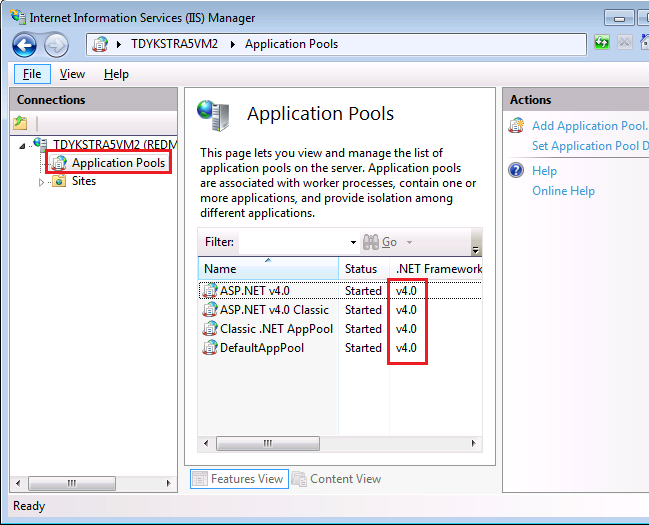 Internet Information Services (IIS) Manager
TDYKSTRA5VM2 Application Pools
File View Help
Connections
TDYKSTRA5VM2 (REDM
Application Pools
Sites
Application Pools
This page lets you view and manage the list of
application pools on the server. Application pools
are associated with worker processes, contain one or
more applications, and provide isolation among
different applications.
Filter: Go
Name Status .NET Framework
ASP.NET v4.0 Started v4.0
ASP.NET v4.0 Classic Started v4.0
Classic .NET AppPool Started v4.0
DefaultAppPool Started v4.0
Features View Content View
Actions
Add Application Pool.
Set Application Pool D
Help
Online Help
Ready